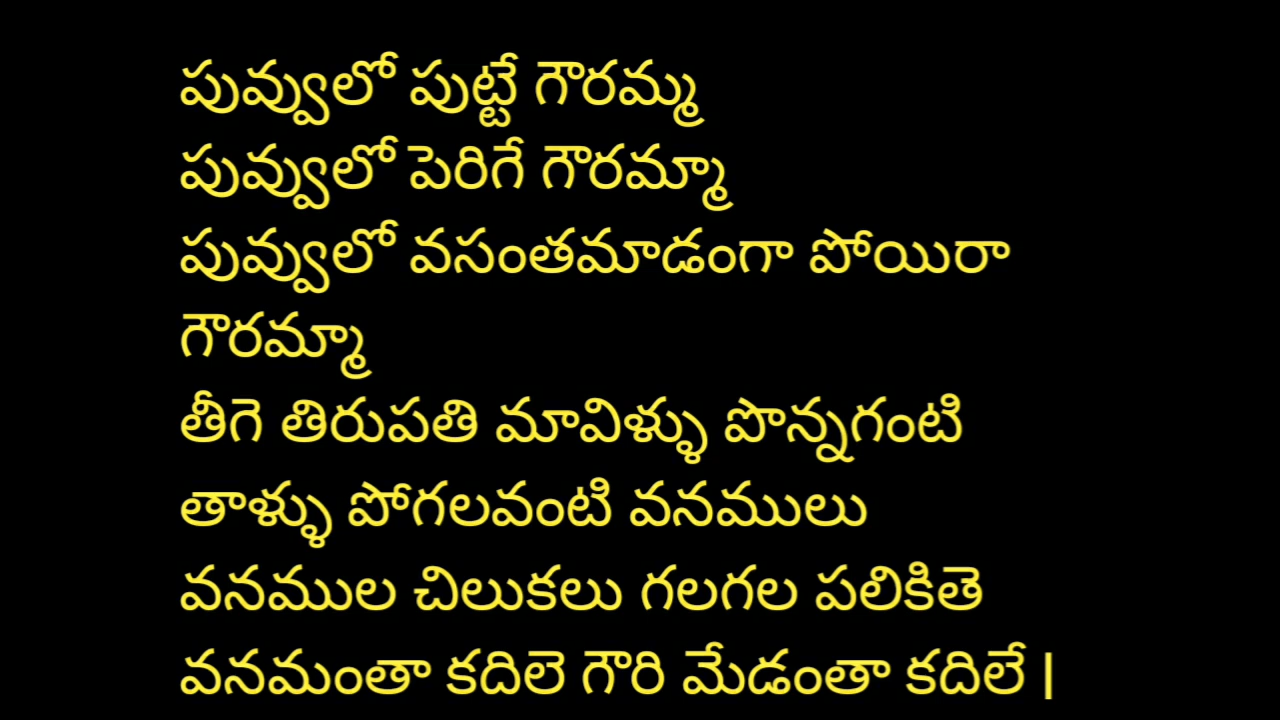 పువ్వులో పుట్టే గౌరమ్మ
పువ్వులో పెరిగే గౌరమ్మా
పువ్వులో వసంతమాడంగా పోయిరా
గౌరమ్మా
తీగె తిరుపతి మావిళ్ళు పొన్నగంటి
తాళ్ళు పోగలవంటి వనములు
వనముల చిలుకలు గలగల పలికితె
వనమంతా కదిలె గౌరి మేడంతా కదిలే |